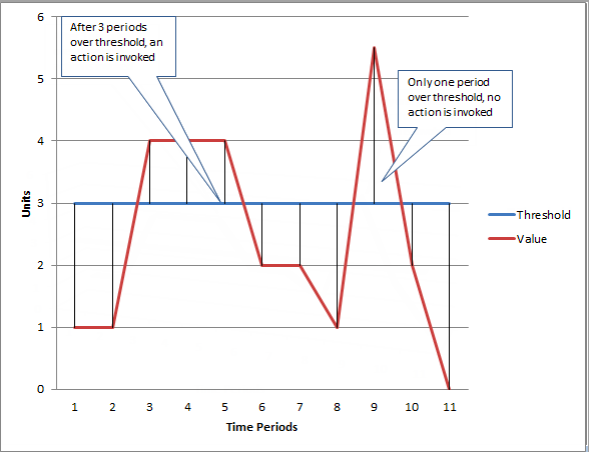 6
After 3 periods
over threshold, an
action is invoked
5
Only one period
over threshold, no
action is invoked
4
3
Units
Threshold
Value
2
1
0
1 2 3 4 5 6 7 8 9 10 11
Time Periods